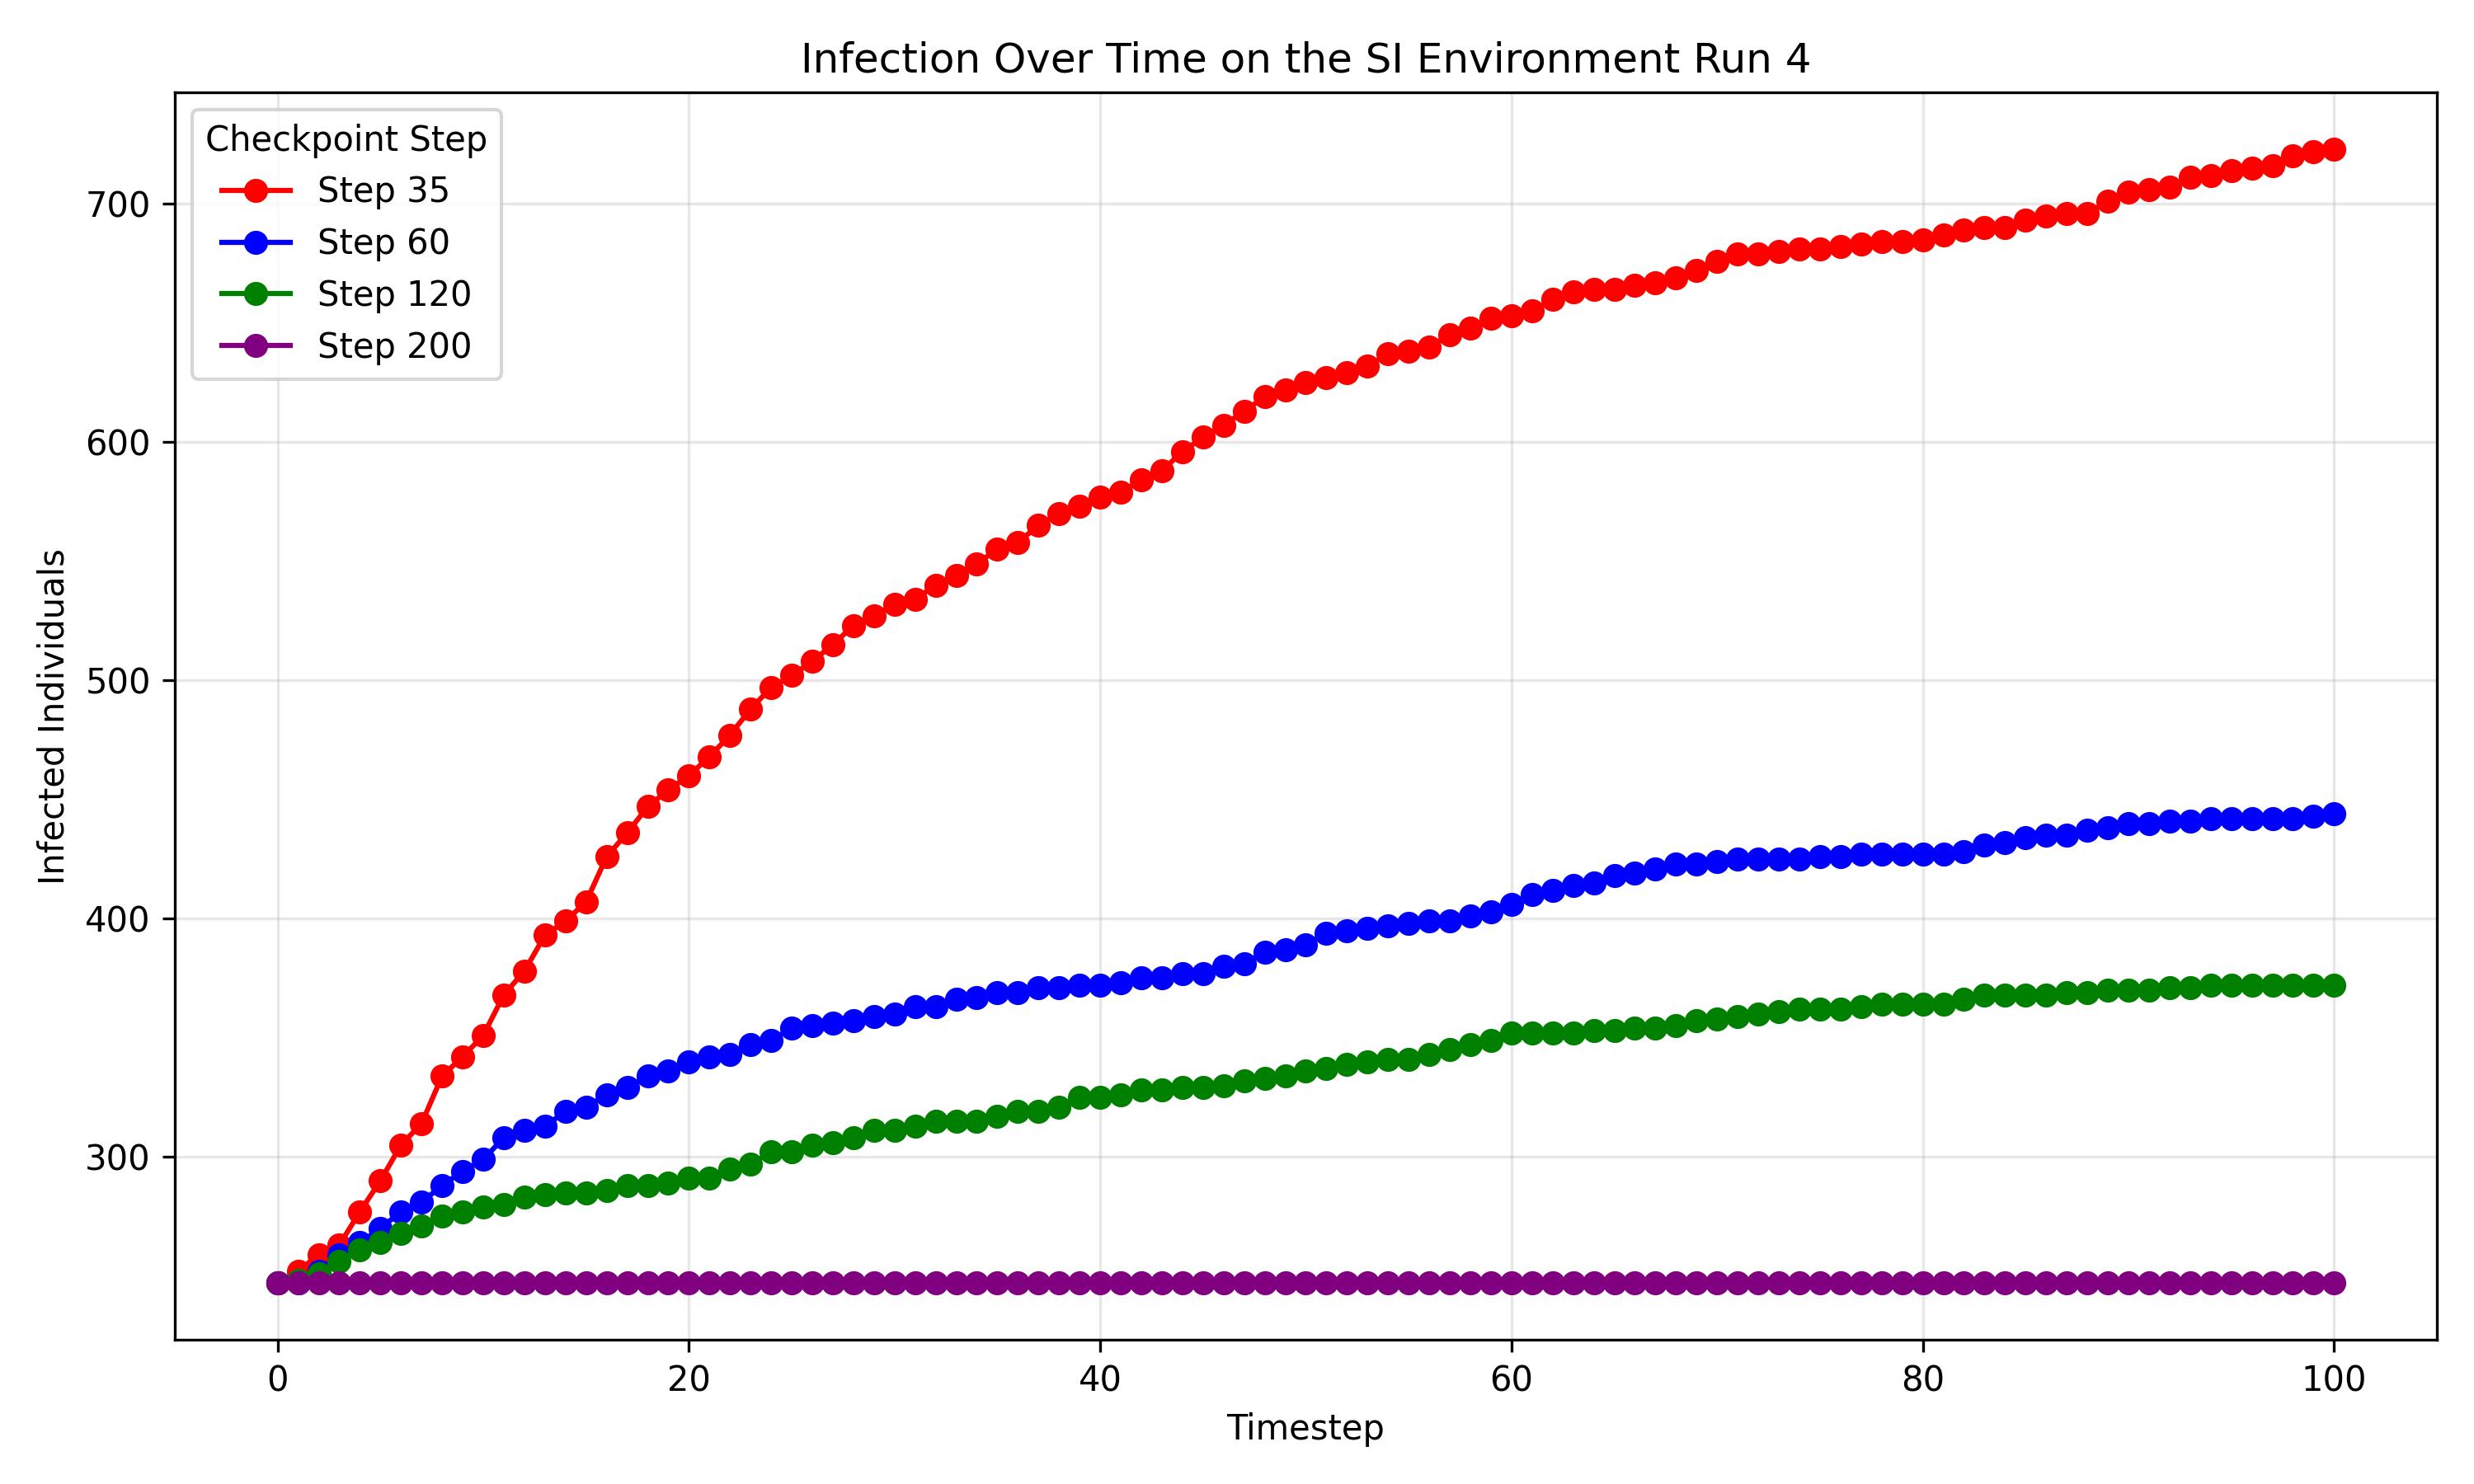 Infection Over Time on the SI Environment Run 4
Checkpoint Step
Step 35
Step 60
Step 120
Step 200
Infected Individuals
700
600
500
400
300
0 20 40 60 80 100
Timestep